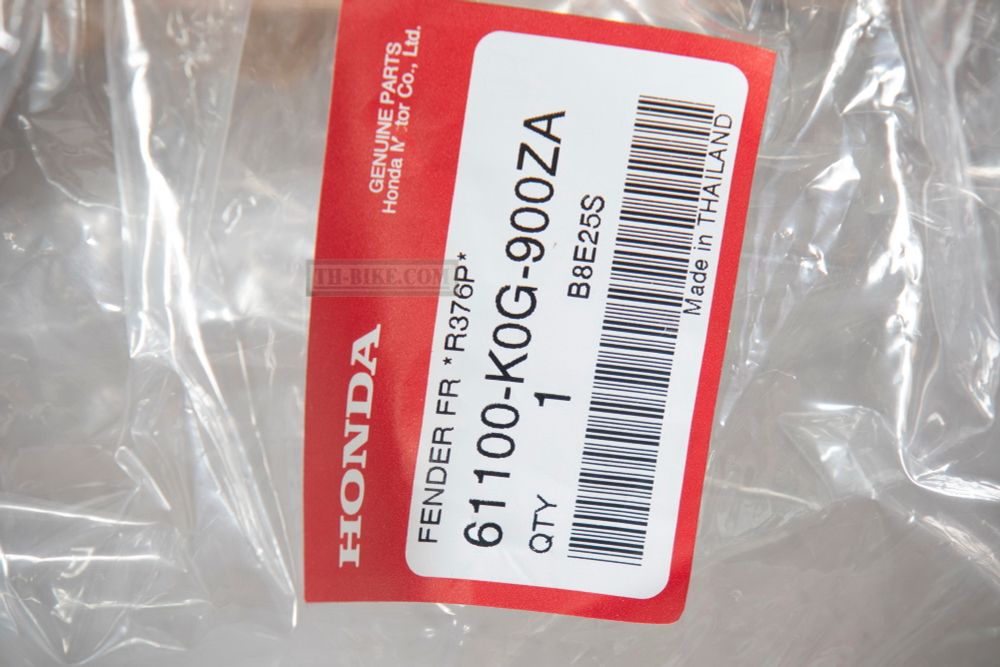 HONDA
GENUINE PARTS
Honda Motor Co., Ltd.
FENDER FR *R376P*
61100-K0G-900ZA
QTY 1 B8E25S
Made in THAILAND
TH-BIKE.COM